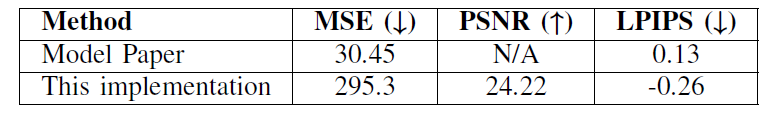 Method MSE (↓) PSNR (↑) LPIPS (↓)
Model Paper 30.45 N/A 0.13
This implementation 295.3 24.22 -0.26